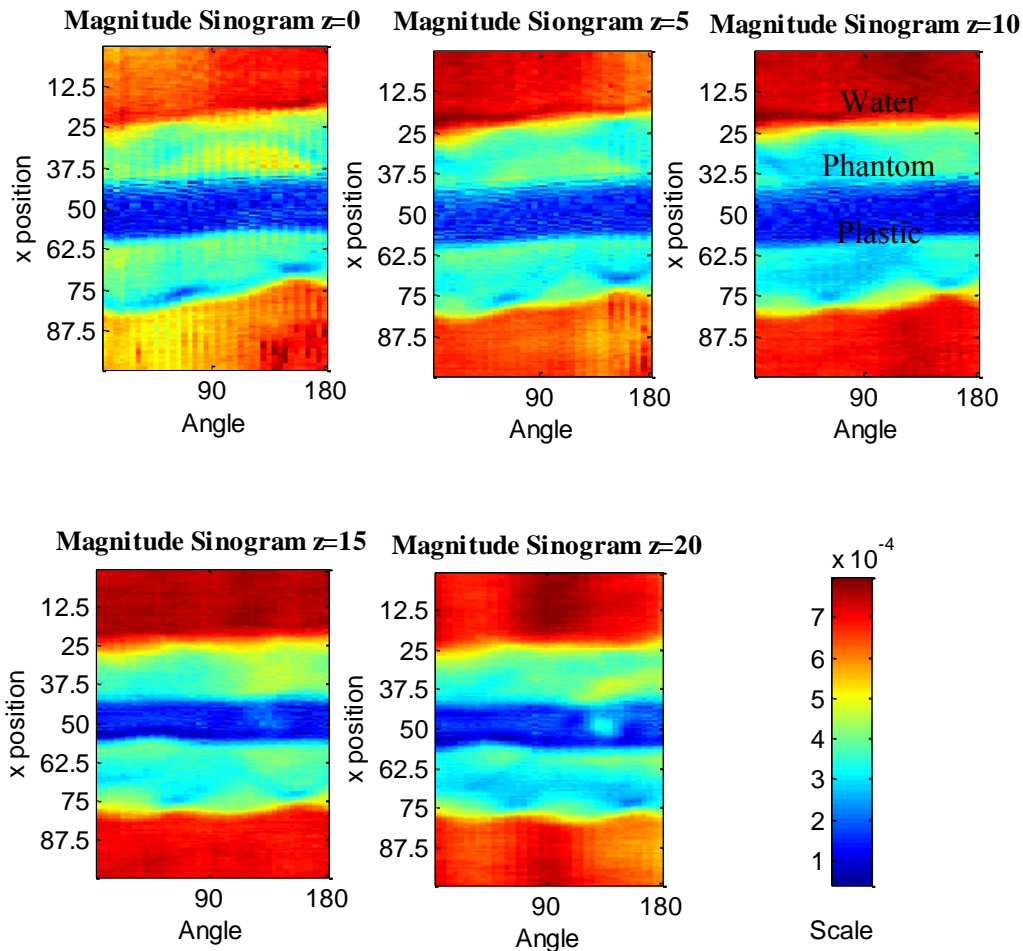 Magnitude Sinogram z=0
Magnitude Siongram z=5
Magnitude Sinogram z=10
12.5
25
37.5
50
62.5
75
87.5
x position
90
180
Angle
12.5
25
37.5
50
62.5
75
87.5
x position
90
180
Angle
12.5
25
32.5
50
62.5
75
87.5
x position
Water
Phantom
Plastic
90
180
Angle
Magnitude Sinogram z=15
Magnitude Sinogram z=20
12.5
25
37.5
50
62.5
75
87.5
x position
90
180
Angle
12.5
25
37.5
50
62.5
75
87.5
x position
90
180
Angle
x 10-4
7
6
5
4
3
2
1
Scale